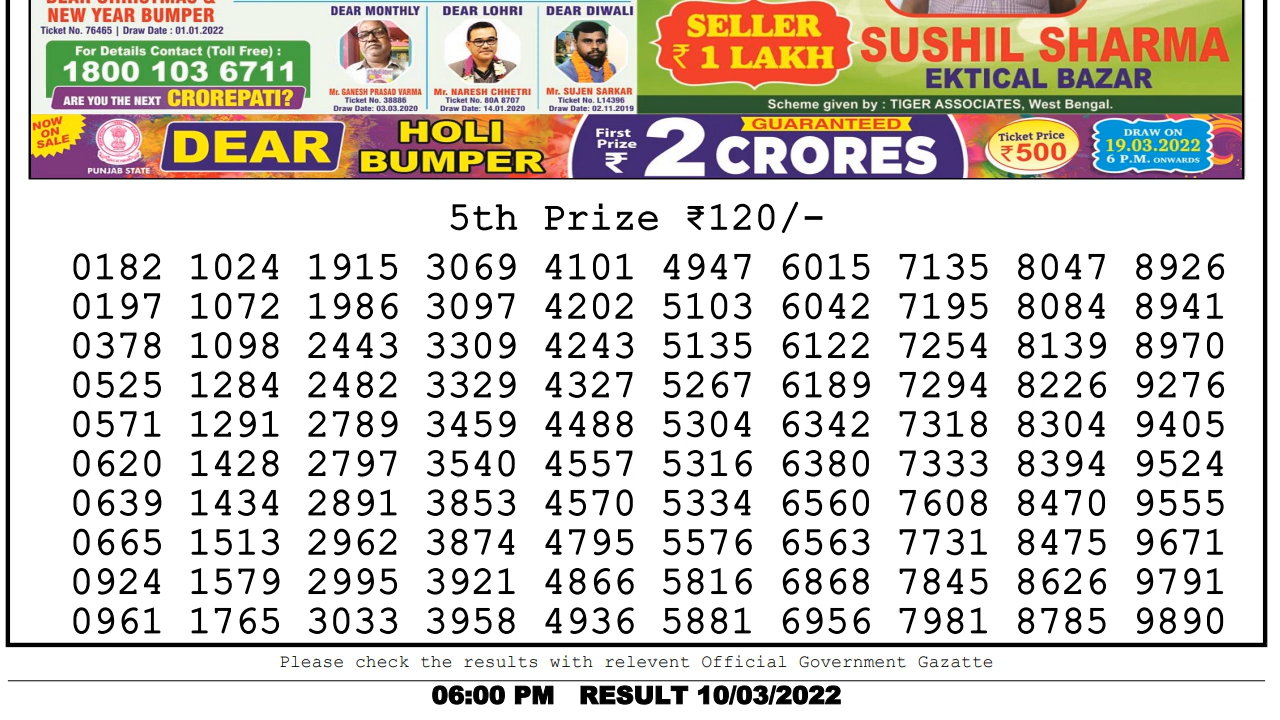 DEAR CHRISTMAS &
NEW YEAR BUMPER
Ticket No. 76465 | Draw Date : 01.01.2022
For Details Contact (Toll Free) :
1800 103 6711
ARE YOU THE NEXT CROREPATI?
DEAR MONTHLY
Mr. GANESH PRASAD VARMA
Ticket No. 38886
Draw Date: 03.03.2020
DEAR LOHRI
Mr. NARESH CHHETRI
Ticket No. 80A 8707
Draw Date: 14.01.2020
DEAR DIWALI
Mr. SUJEN SARKAR
Ticket No. L14396
Draw Date: 02.11.2019
SELLER
₹ 1 LAKH
SUSHIL SHARMA
EKTICAL BAZAR
Scheme given by : TIGER ASSOCIATES, West Bengal.
NOW
ON
SALE
PUNJAB STATE
DEAR
HOLI
BUMPER
First
Prize
₹
2
GUARANTEED
CRORES
Ticket Price
₹500
DRAW ON
19.03.2022
6 P.M. ONWARDS
5th Prize ₹120/-
0182 1024 1915 3069 4101 4947 6015 7135 8047 8926
0197 1072 1986 3097 4202 5103 6042 7195 8084 8941
0378 1098 2443 3309 4243 5135 6122 7254 8139 8970
0525 1284 2482 3329 4327 5267 6189 7294 8226 9276
0571 1291 2789 3459 4488 5304 6342 7318 8304 9405
0620 1428 2797 3540 4557 5316 6380 7333 8394 9524
0639 1434 2891 3853 4570 5334 6560 7608 8470 9555
0665 1513 2962 3874 4795 5576 6563 7731 8475 9671
0924 1579 2995 3921 4866 5816 6868 7845 8626 9791
0961 1765 3033 3958 4936 5881 6956 7981 8785 9890
Please check the results with relevent Official Government Gazatte
06:00 PM RESULT 10/03/2022